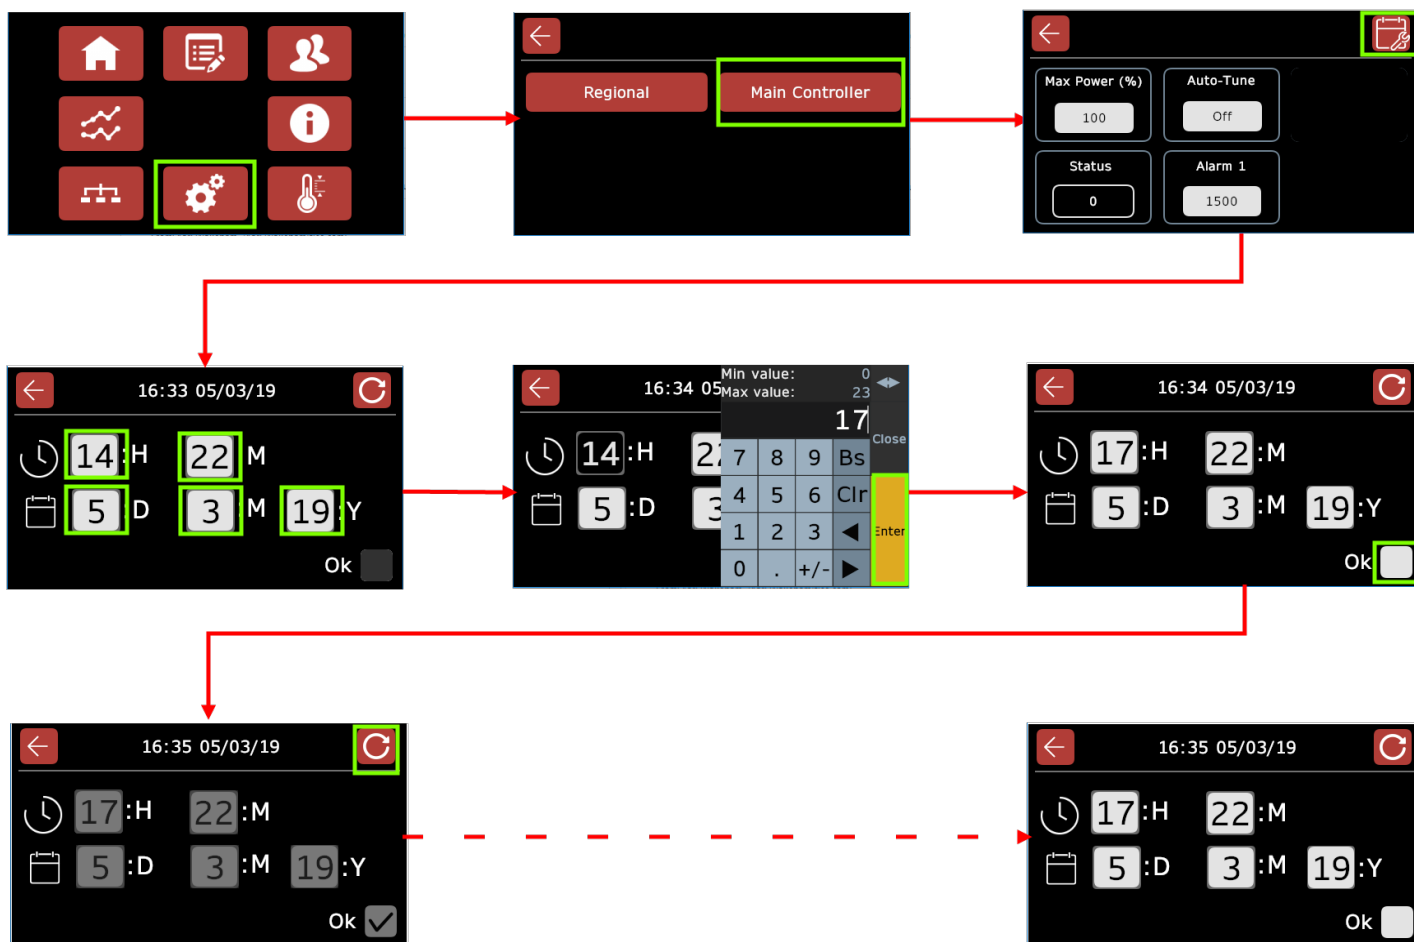 Regional
Main Controller
Max Power (%)
Auto-Tune
100
Off
Status
Alarm 1
0
1500
16:33 05/03/19
14 :H 22 M
5 :D 3 :M 19 :Y
Ok
16:34 05
Min value: 0
Max value: 23
17
Close
14 :H 22
5 :D 3
7 8 9 Bs
4 5 6 Clr
1 2 3
0 . +/-
Enter
16:34 05/03/19
17 :H 22 :M
5 :D 3 :M 19 :Y
Ok
16:35 05/03/19
17 :H 22 :M
5 :D 3 :M 19 :Y
Ok
16:35 05/03/19
17 :H 22 :M
5 :D 3 :M 19 :Y
Ok